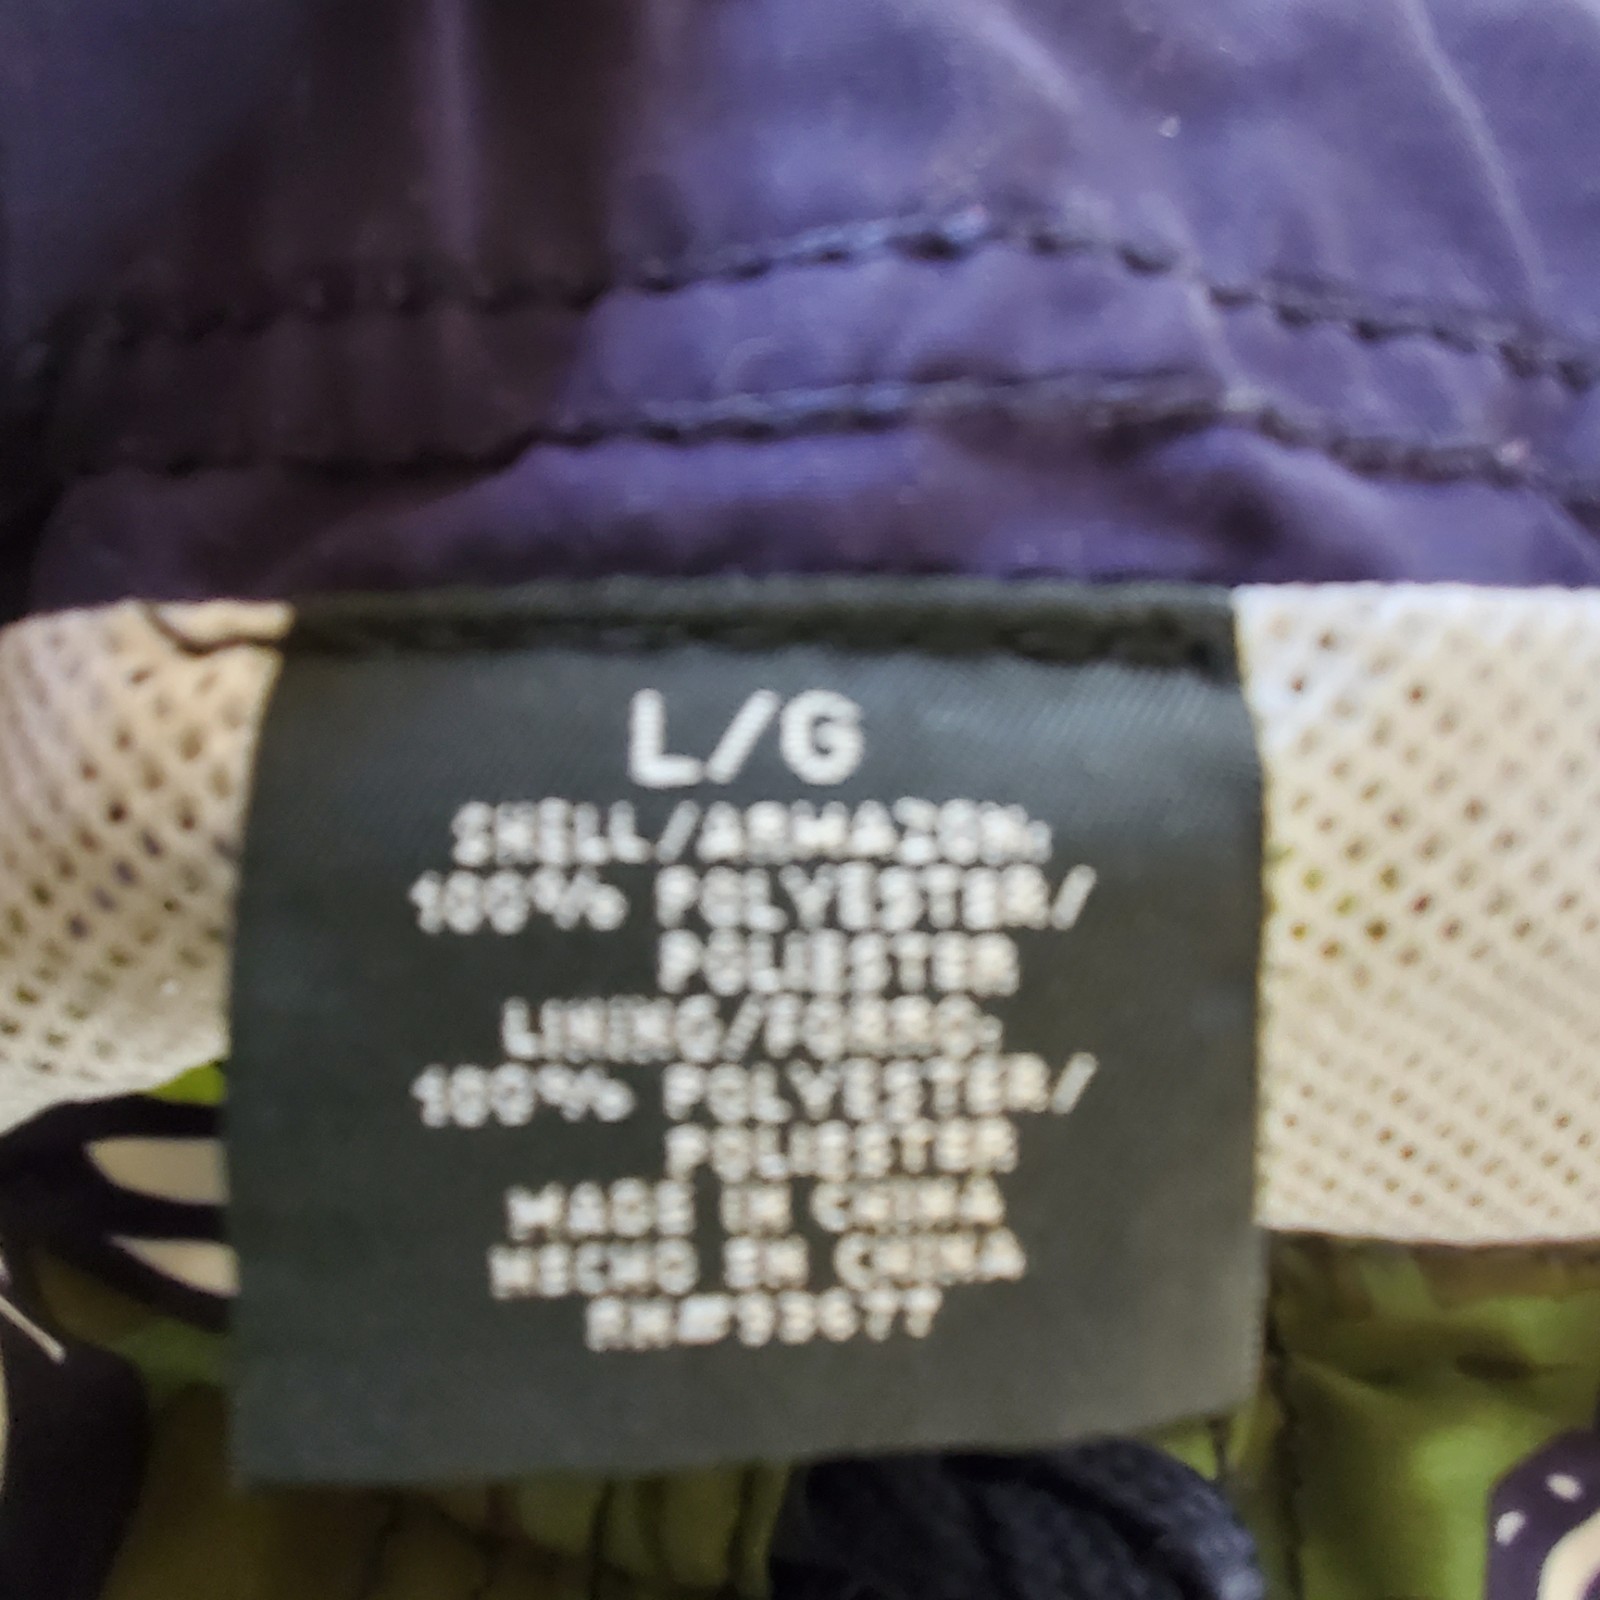 L/G
SHELL/ARMAZON:
100% POLYESTER/
POLIESTER
LINING/FORRO:
100% POLYESTER/
POLIESTER
MADE IN CHINA
HECHO EN CHINA